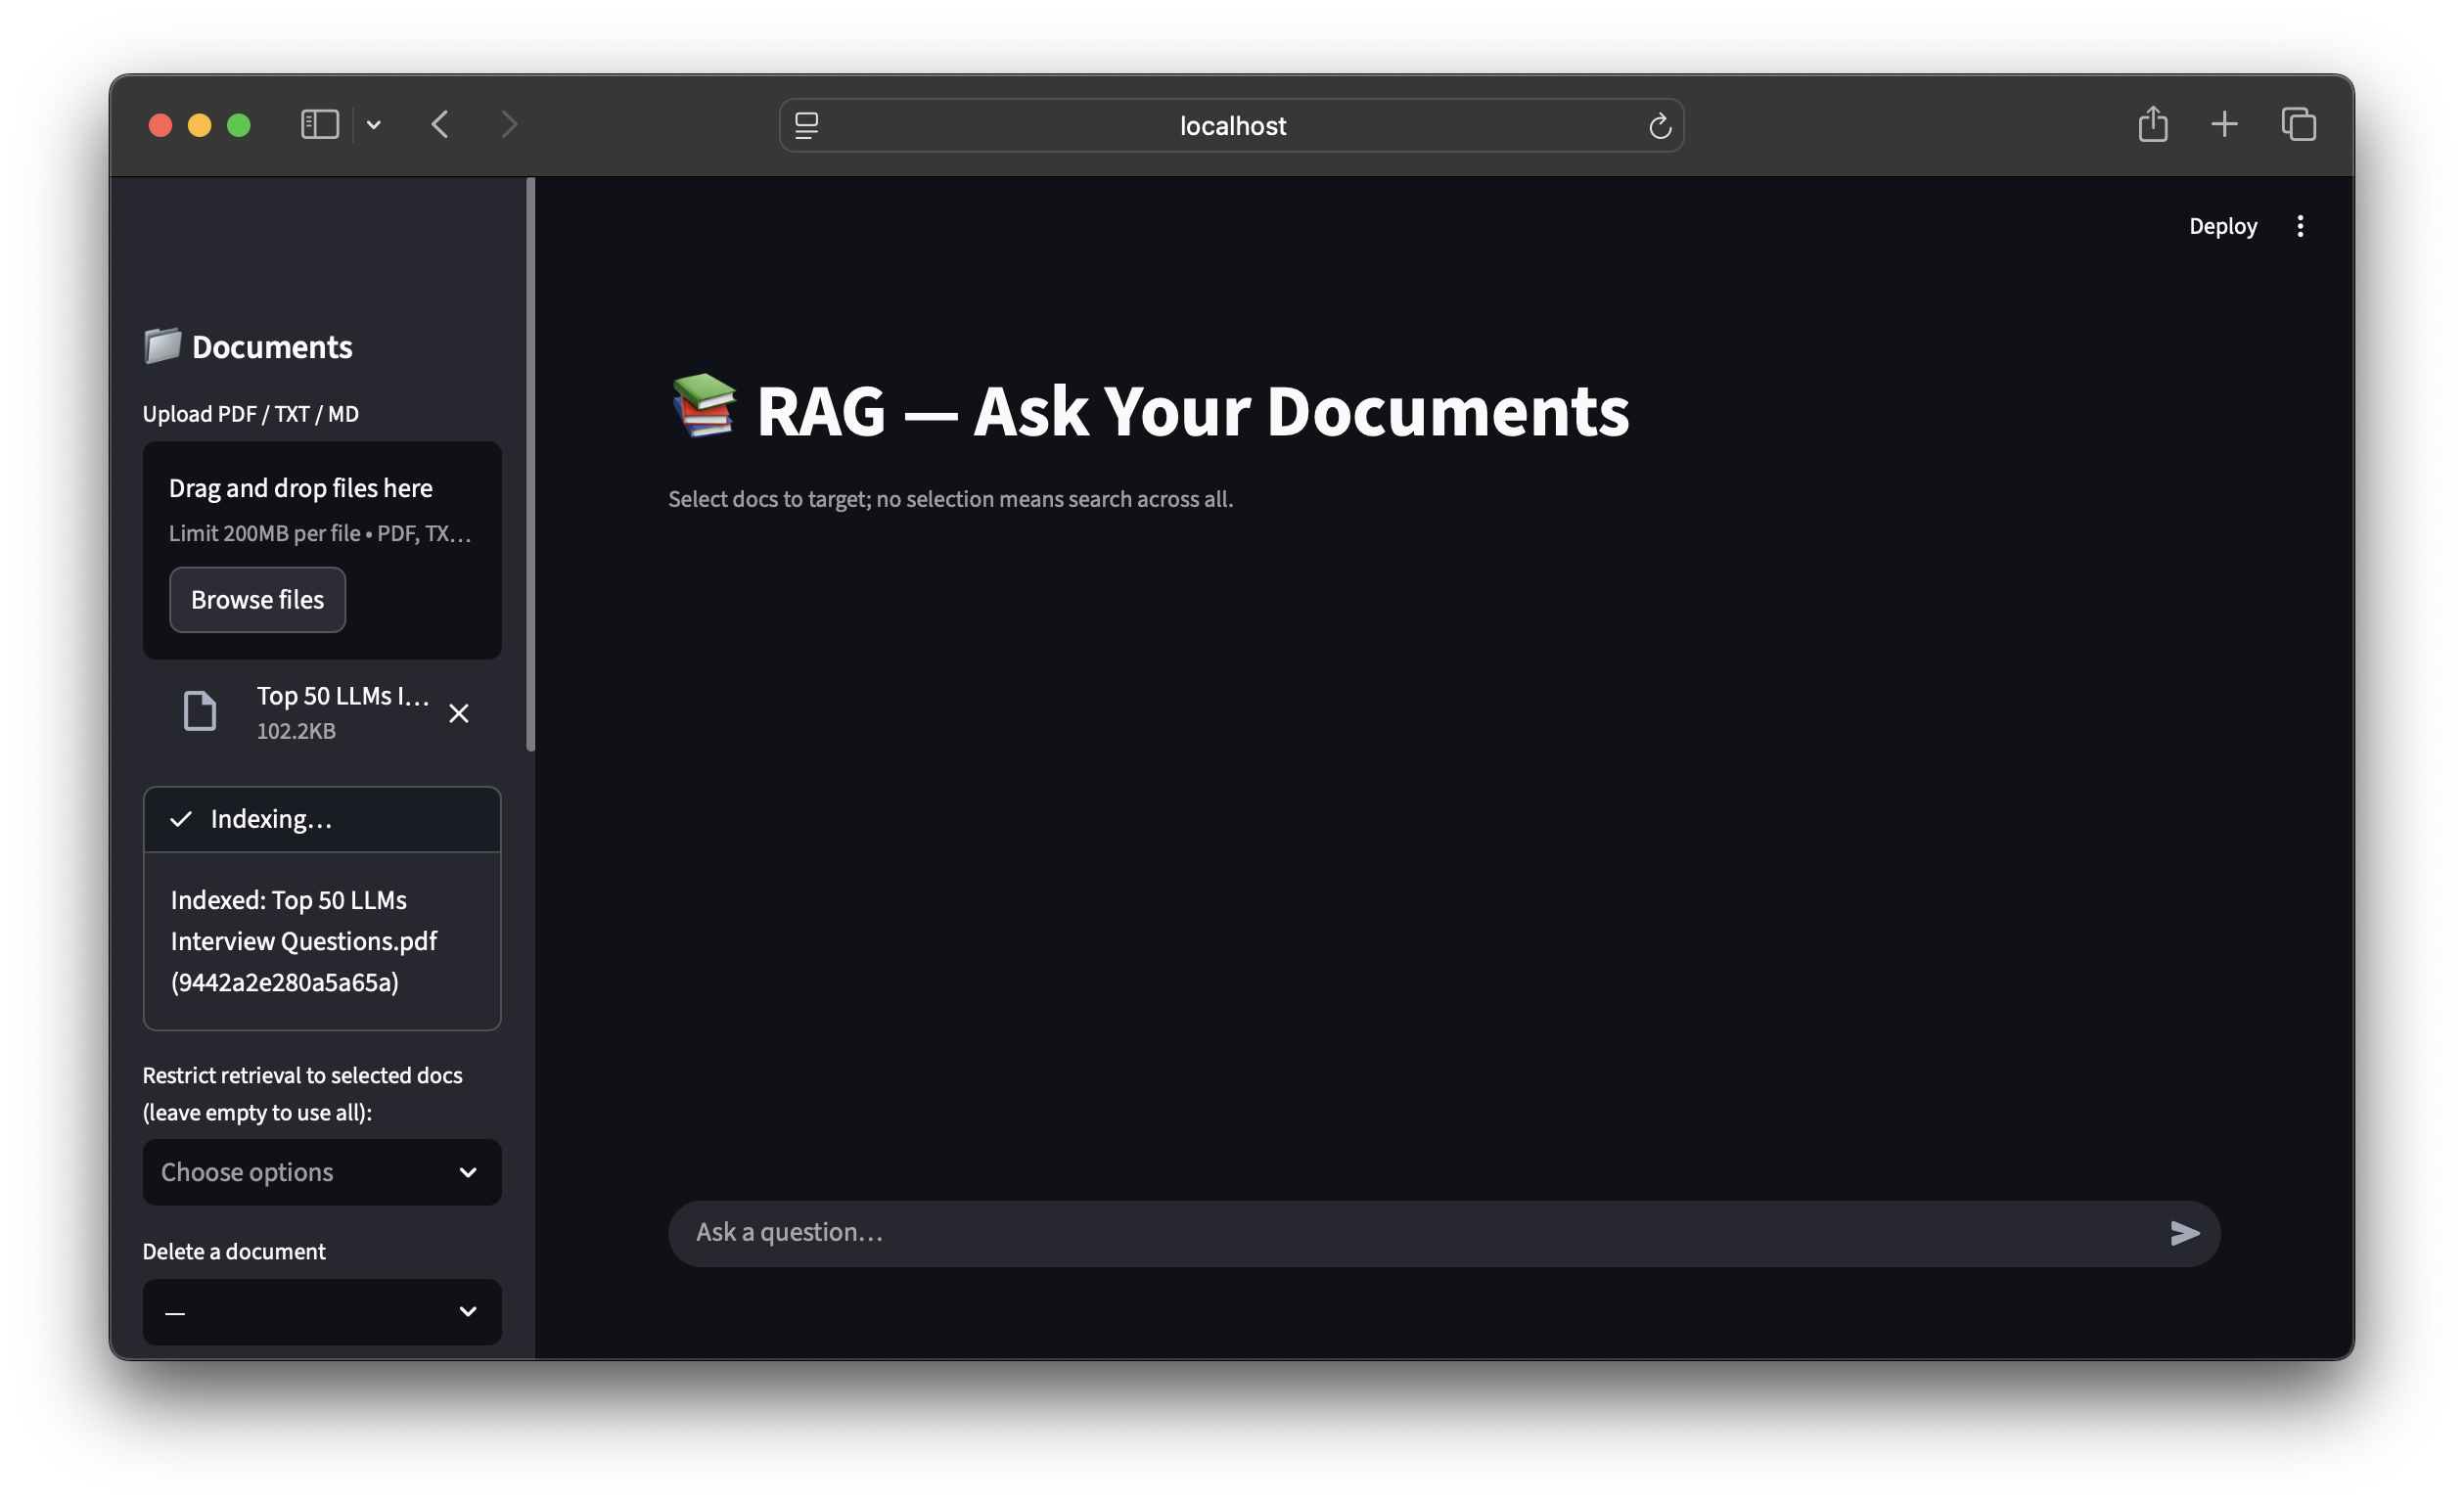 localhost
Deploy
Documents
Upload PDF / TXT / MD
Drag and drop files here
Limit 200MB per file • PDF, TX…
Browse files
Top 50 LLMs I…
102.2KB
Indexing…
Indexed: Top 50 LLMs
Interview Questions.pdf
(9442a2e280a5a65a)
Restrict retrieval to selected docs
(leave empty to use all):
Choose options
Delete a document
—
RAG — Ask Your Documents
Select docs to target; no selection means search across all.
Ask a question…